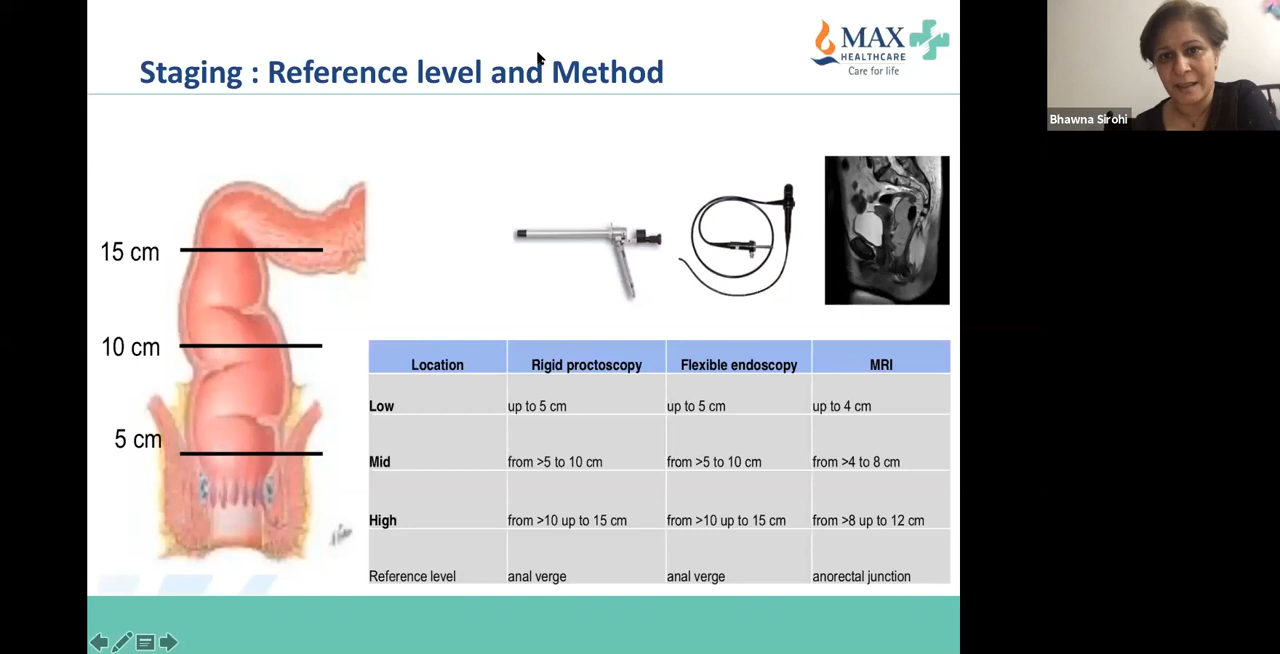 Staging : Reference level and Method
MAX
HEALTHCARE
Care for life
Bhawna Sirohi
15 cm
10 cm
5 cm
Location Rigid proctoscopy Flexible endoscopy MRI
Low up to 5 cm up to 5 cm up to 4 cm
Mid from >5 to 10 cm from >5 to 10 cm from >4 to 8 cm
High from >10 up to 15 cm from >10 up to 15 cm from >8 up to 12 cm
Reference level anal verge anal verge anorectal junction